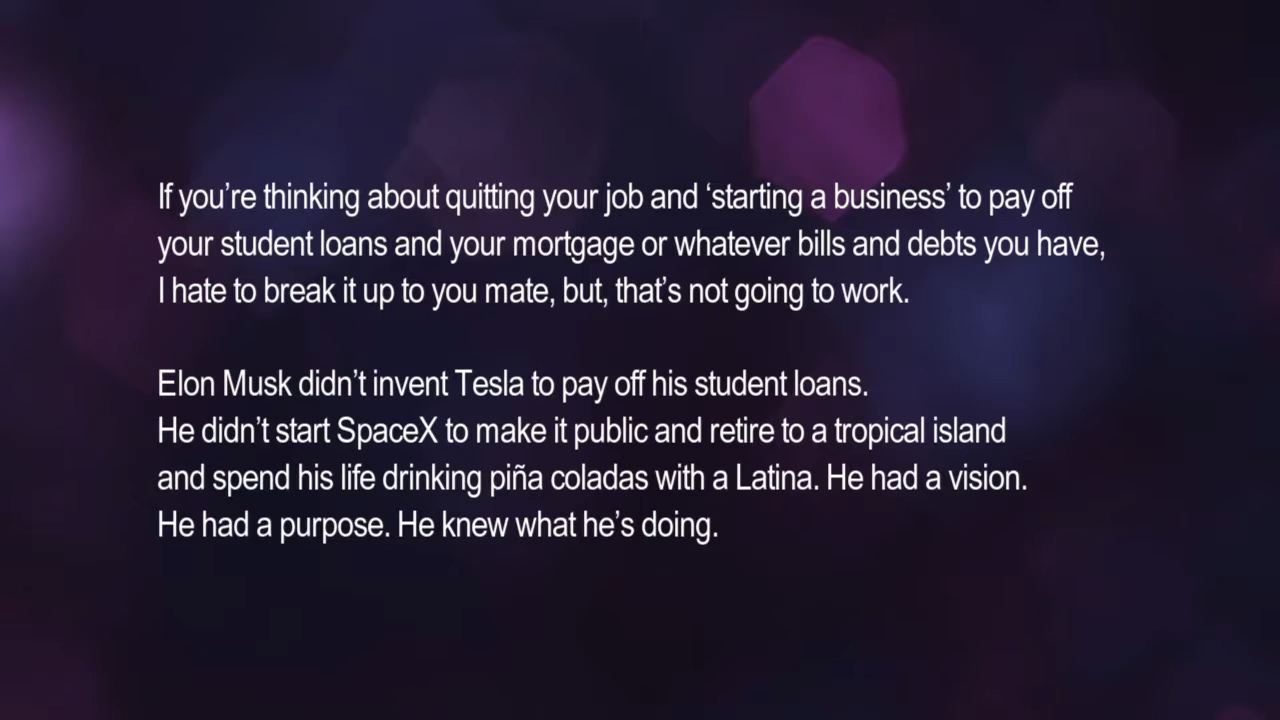 If you’re thinking about quitting your job and ‘starting a business’ to pay off
your student loans and your mortgage or whatever bills and debts you have,
I hate to break it up to you mate, but, that’s not going to work.
Elon Musk didn’t invent Tesla to pay off his student loans.
He didn’t start SpaceX to make it public and retire to a tropical island
and spend his life drinking piña coladas with a Latina. He had a vision.
He had a purpose. He knew what he’s doing.